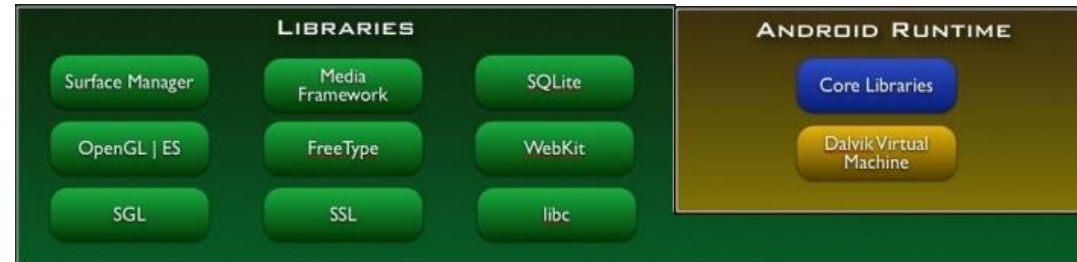 LIBRARIES
Surface Manager
Media
Framework
SQLite
OpenGL | ES
FreeType
WebKit
SGL
SSL
libc
ANDROID RUNTIME
Core Libraries
Dalvik Virtual
Machine